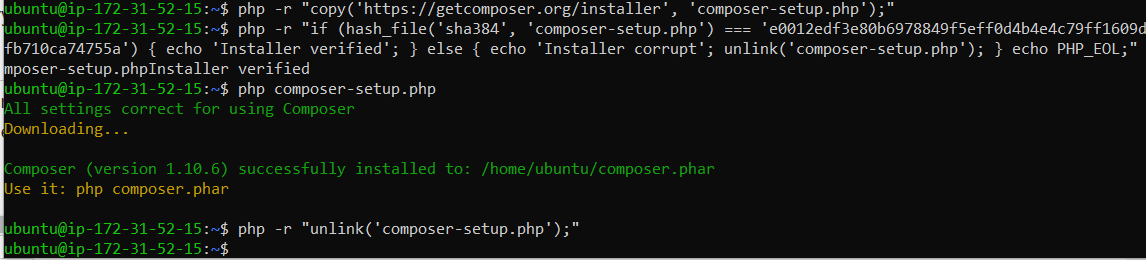 ubuntu@ip-172-31-52-15:~$ php -r "copy('https://getcomposer.org/installer', 'composer-setup.php');"
ubuntu@ip-172-31-52-15:~$ php -r "if (hash_file('sha384', 'composer-setup.php') === 'e0012edf3e80b6978849f5eff0d4b4e4c79ff1609d
fb710ca74755a') { echo 'Installer verified'; } else { echo 'Installer corrupt'; unlink('composer-setup.php'); } echo PHP_EOL;"
mposer-setup.phpInstaller verified
ubuntu@ip-172-31-52-15:~$ php composer-setup.php
All settings correct for using Composer
Downloading...
Composer (version 1.10.6) successfully installed to: /home/ubuntu/composer.phar
Use it: php composer.phar
ubuntu@ip-172-31-52-15:~$ php -r "unlink('composer-setup.php');"
ubuntu@ip-172-31-52-15:~$